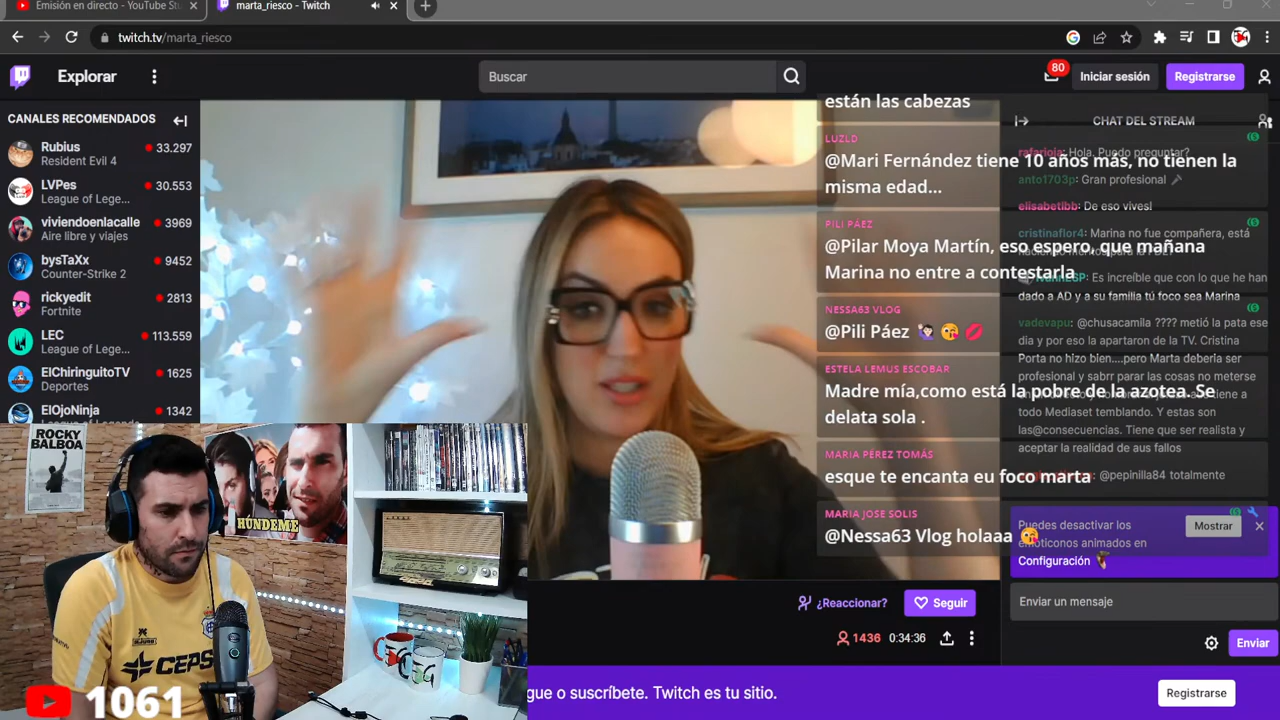 Emisión en directo - YouTube Stu
marta_riesco - Twitch
twitch.tv/marta_riesco
Explorar
Buscar
80
Iniciar sesión
Registrarse
CANALES RECOMENDADOS
Rubius
33.297
Resident Evil 4
LVPes
30.553
League of Lege...
viviendoenlacalle
3969
Aire libre y viajes
bysTaXx
9452
Counter-Strike 2
rickyedit
2813
Fortnite
LEC
113.559
League of Lege...
ElChiringuitoTV
1625
Deportes
ElOjoNinja
1342
están las cabezas
LUZLD
@Mari Fernández tiene 10 años más, no tienen la
misma edad...
PILI PÁEZ
@Pilar Moya Martín, eso espero, que mañana
Marina no entre a contestarla
NESSA63 VLOG
@Pili Páez 🤷🏻‍♀️ 😘 💋
ESTELA LEMUS ESCOBAR
Madre mía,como está la pobre de la azotea. Se
delata sola .
MARIA PÉREZ TOMÁS
esque te encanta eu foco marta
MARIA JOSE SOLIS
@Nessa63 Vlog holaaa 😘
CHAT DEL STREAM
rafarioja: Hola. Puedo preguntar?
anto1703p: Gran profesional
elisabetlbb: De eso vives!
cristinaflor4: Marina no fue compañera, está
Es increíble que con lo que he han
dado a AD y a su familia tú foco sea Marina
vadevapu: @chusacamila ???? metió la pata ese
dia y por eso la apartaron de la TV. Cristina
Porta no hizo bien....pero Marta debería ser
profesional y sabrr parar las cosas no meterse
todo Mediaset temblando. Y estas son
las@consecuencias. Tiene que ser realista y
aceptar la realidad de aus fallos
@pepinilla84 totalmente
Puedes desactivar los
emoticonos animados en
Configuración
Mostrar
Enviar un mensaje
Enviar
¿Reaccionar?
Seguir
1436
0:34:36
gue o suscríbete. Twitch es tu sitio.
Registrarse
ROCKY
BALBOA
HÚNDEME
CEPS
1061